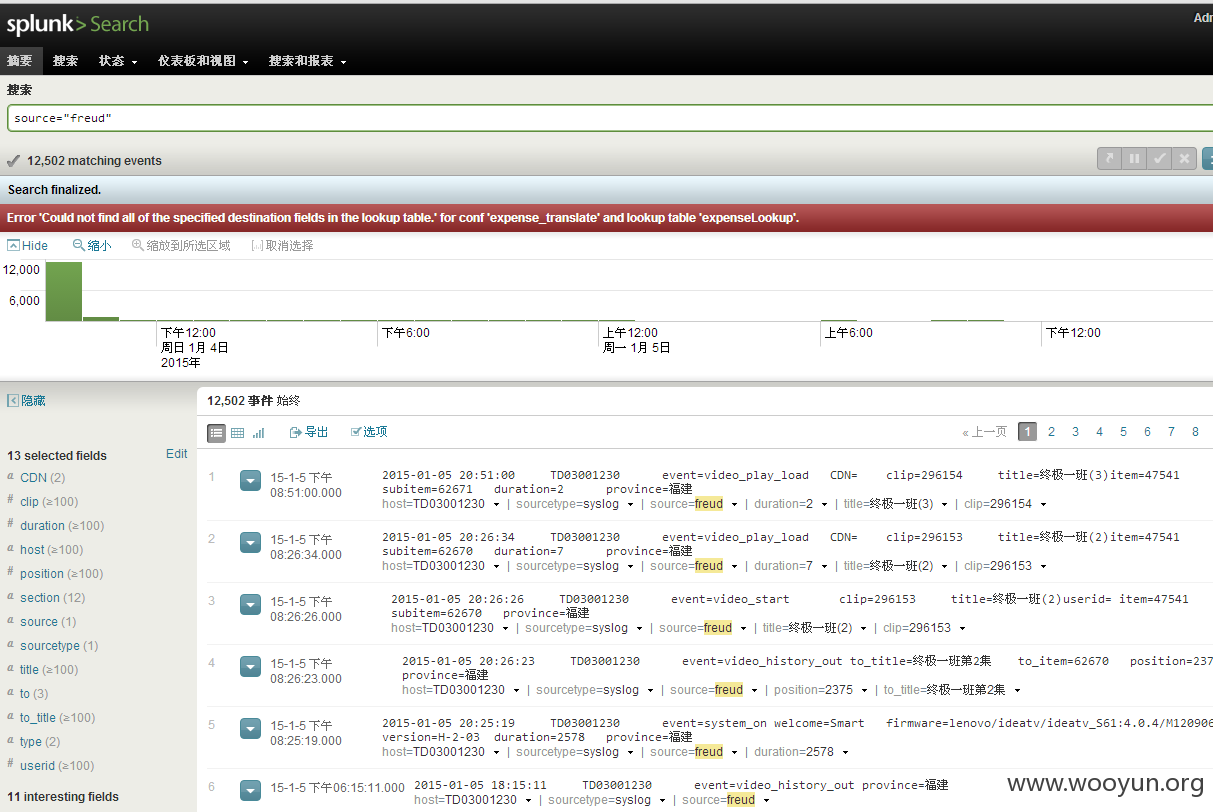 splunk> Search
Adr
摘要 搜索 状态 仪表板和视图 搜索和报表
搜索
source="freud"
12,502 matching events
Search finalized.
Error 'Could not find all of the specified destination fields in the lookup table.' for conf 'expense_translate' and lookup table 'expenseLookup'.
Hide 缩小 缩放到所选区域 取消选择
12,000
6,000
下午12:00 下午6:00 上午12:00 上午6:00 下午12:00
周日 1月 4日 周一 1月 5日
2015年
隐藏
12,502 事件 始终
导出 选项
« 上一页 1 2 3 4 5 6 7 8
13 selected fields Edit
a CDN (2)
# clip (≥100)
# duration (≥100)
a host (≥100)
# position (≥100)
a section (12)
a source (1)
a sourcetype (1)
a title (≥100)
a to (3)
a to_title (≥100)
a type (2)
# userid (≥100)
11 interesting fields
1 15-1-5 下午 2015-01-05 20:51:00 TD03001230 event=video_play_load CDN= clip=296154 title=终极一班(3)item=47541
08:51:00.000 subitem=62671 duration=2 province=福建
host=TD03001230 | sourcetype=syslog | source=freud | duration=2 | title=终极一班(3) | clip=296154
2 15-1-5 下午 2015-01-05 20:26:34 TD03001230 event=video_play_load CDN= clip=296153 title=终极一班(2)item=47541
08:26:34.000 subitem=62670 duration=7 province=福建
host=TD03001230 | sourcetype=syslog | source=freud | duration=7 | title=终极一班(2) | clip=296153
3 15-1-5 下午 2015-01-05 20:26:26 TD03001230 event=video_start clip=296153 title=终极一班(2)userid= item=47541
08:26:26.000 subitem=62670 province=福建
host=TD03001230 | sourcetype=syslog | source=freud | title=终极一班(2) | clip=296153
4 15-1-5 下午 2015-01-05 20:26:23 TD03001230 event=video_history_out to_title=终极一班第2集 to_item=62670 position=237
08:26:23.000 province=福建
host=TD03001230 | sourcetype=syslog | source=freud | position=2375 | to_title=终极一班第2集
5 15-1-5 下午 2015-01-05 20:25:19 TD03001230 event=system_on welcome=Smart firmware=lenovo/ideatv/ideatv_S61:4.0.4/M120906
08:25:19.000 version=H-2-03 duration=2578 province=福建
host=TD03001230 | sourcetype=syslog | source=freud | duration=2578
6 15-1-5 下午06:15:11.000 2015-01-05 18:15:11 TD03001230 event=video_history_out province=福建
host=TD03001230 | sourcetype=syslog | source=freud
www.wooyun.org